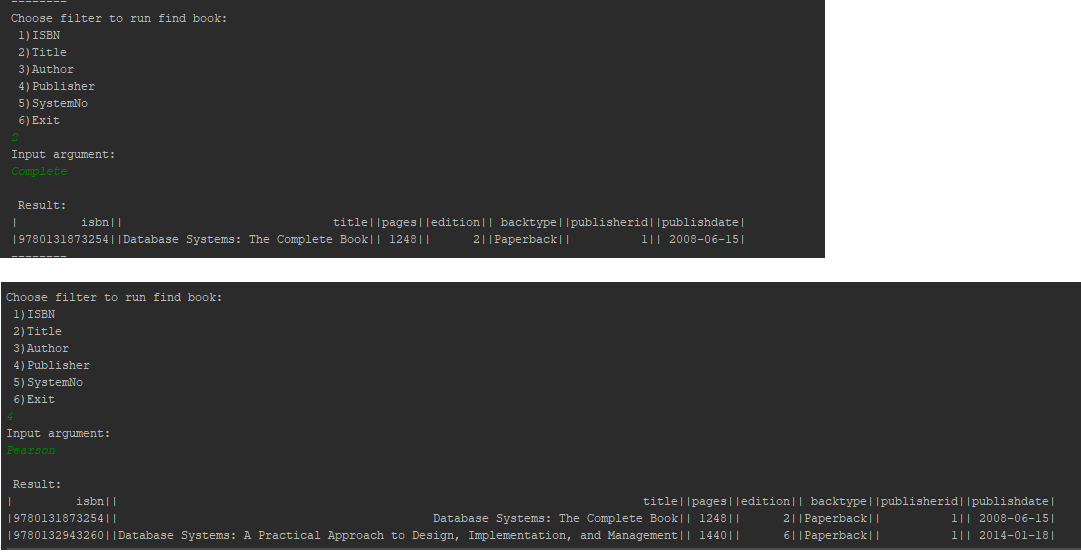 --------
Choose filter to run find book:
1)ISBN
2)Title
3)Author
4)Publisher
5)SystemNo
6)Exit
2
Input argument:
Complete
Result:
|         isbn||                               title||pages||edition|| backtype||publisherid||publishdate|
|9780131873254||Database Systems: The Complete Book|| 1248||      2||Paperback||          1|| 2008-06-15|
--------
Choose filter to run find book:
1)ISBN
2)Title
3)Author
4)Publisher
5)SystemNo
6)Exit
4
Input argument:
Pearson
Result:
|         isbn||                                                                           title||pages||edition|| backtype||publisherid||publishdate|
|9780131873254||                                             Database Systems: The Complete Book|| 1248||      2||Paperback||          1|| 2008-06-15|
|9780132943260||Database Systems: A Practical Approach to Design, Implementation, and Management|| 1440||      6||Paperback||          1|| 2014-01-18|